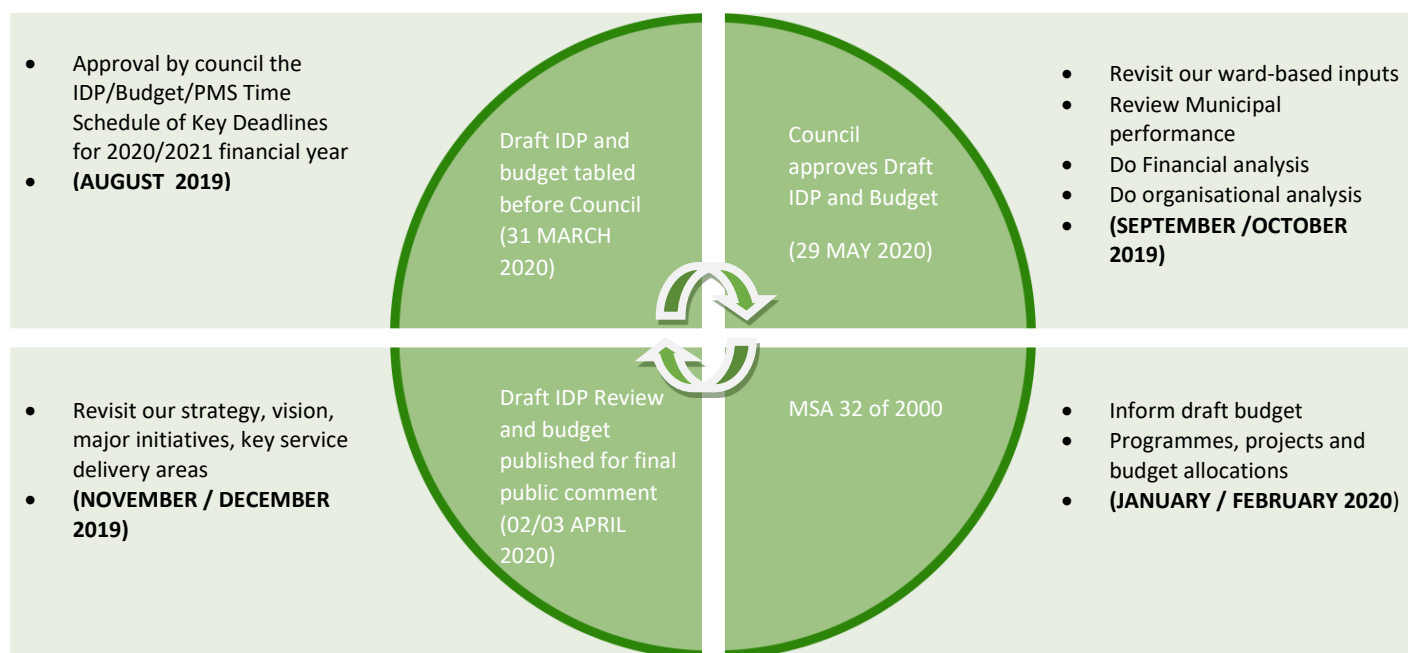 • Approval by council the
IDP/Budget/PMS Time
Schedule of Key Deadlines
for 2020/2021 financial year
• (AUGUST 2019)
Draft IDP and
budget tabled
before Council
(31 MARCH
2020)
Council
approves Draft
IDP and Budget
(29 MAY 2020)
• Revisit our ward-based inputs
• Review Municipal
performance
• Do Financial analysis
• Do organisational analysis
• (SEPTEMBER /OCTOBER
2019)
• Revisit our strategy, vision,
major initiatives, key service
delivery areas
• (NOVEMBER / DECEMBER
2019)
Draft IDP Review
and budget
published for final
public comment
(02/03 APRIL
2020)
MSA 32 of 2000
• Inform draft budget
• Programmes, projects and
budget allocations
• (JANUARY / FEBRUARY 2020)